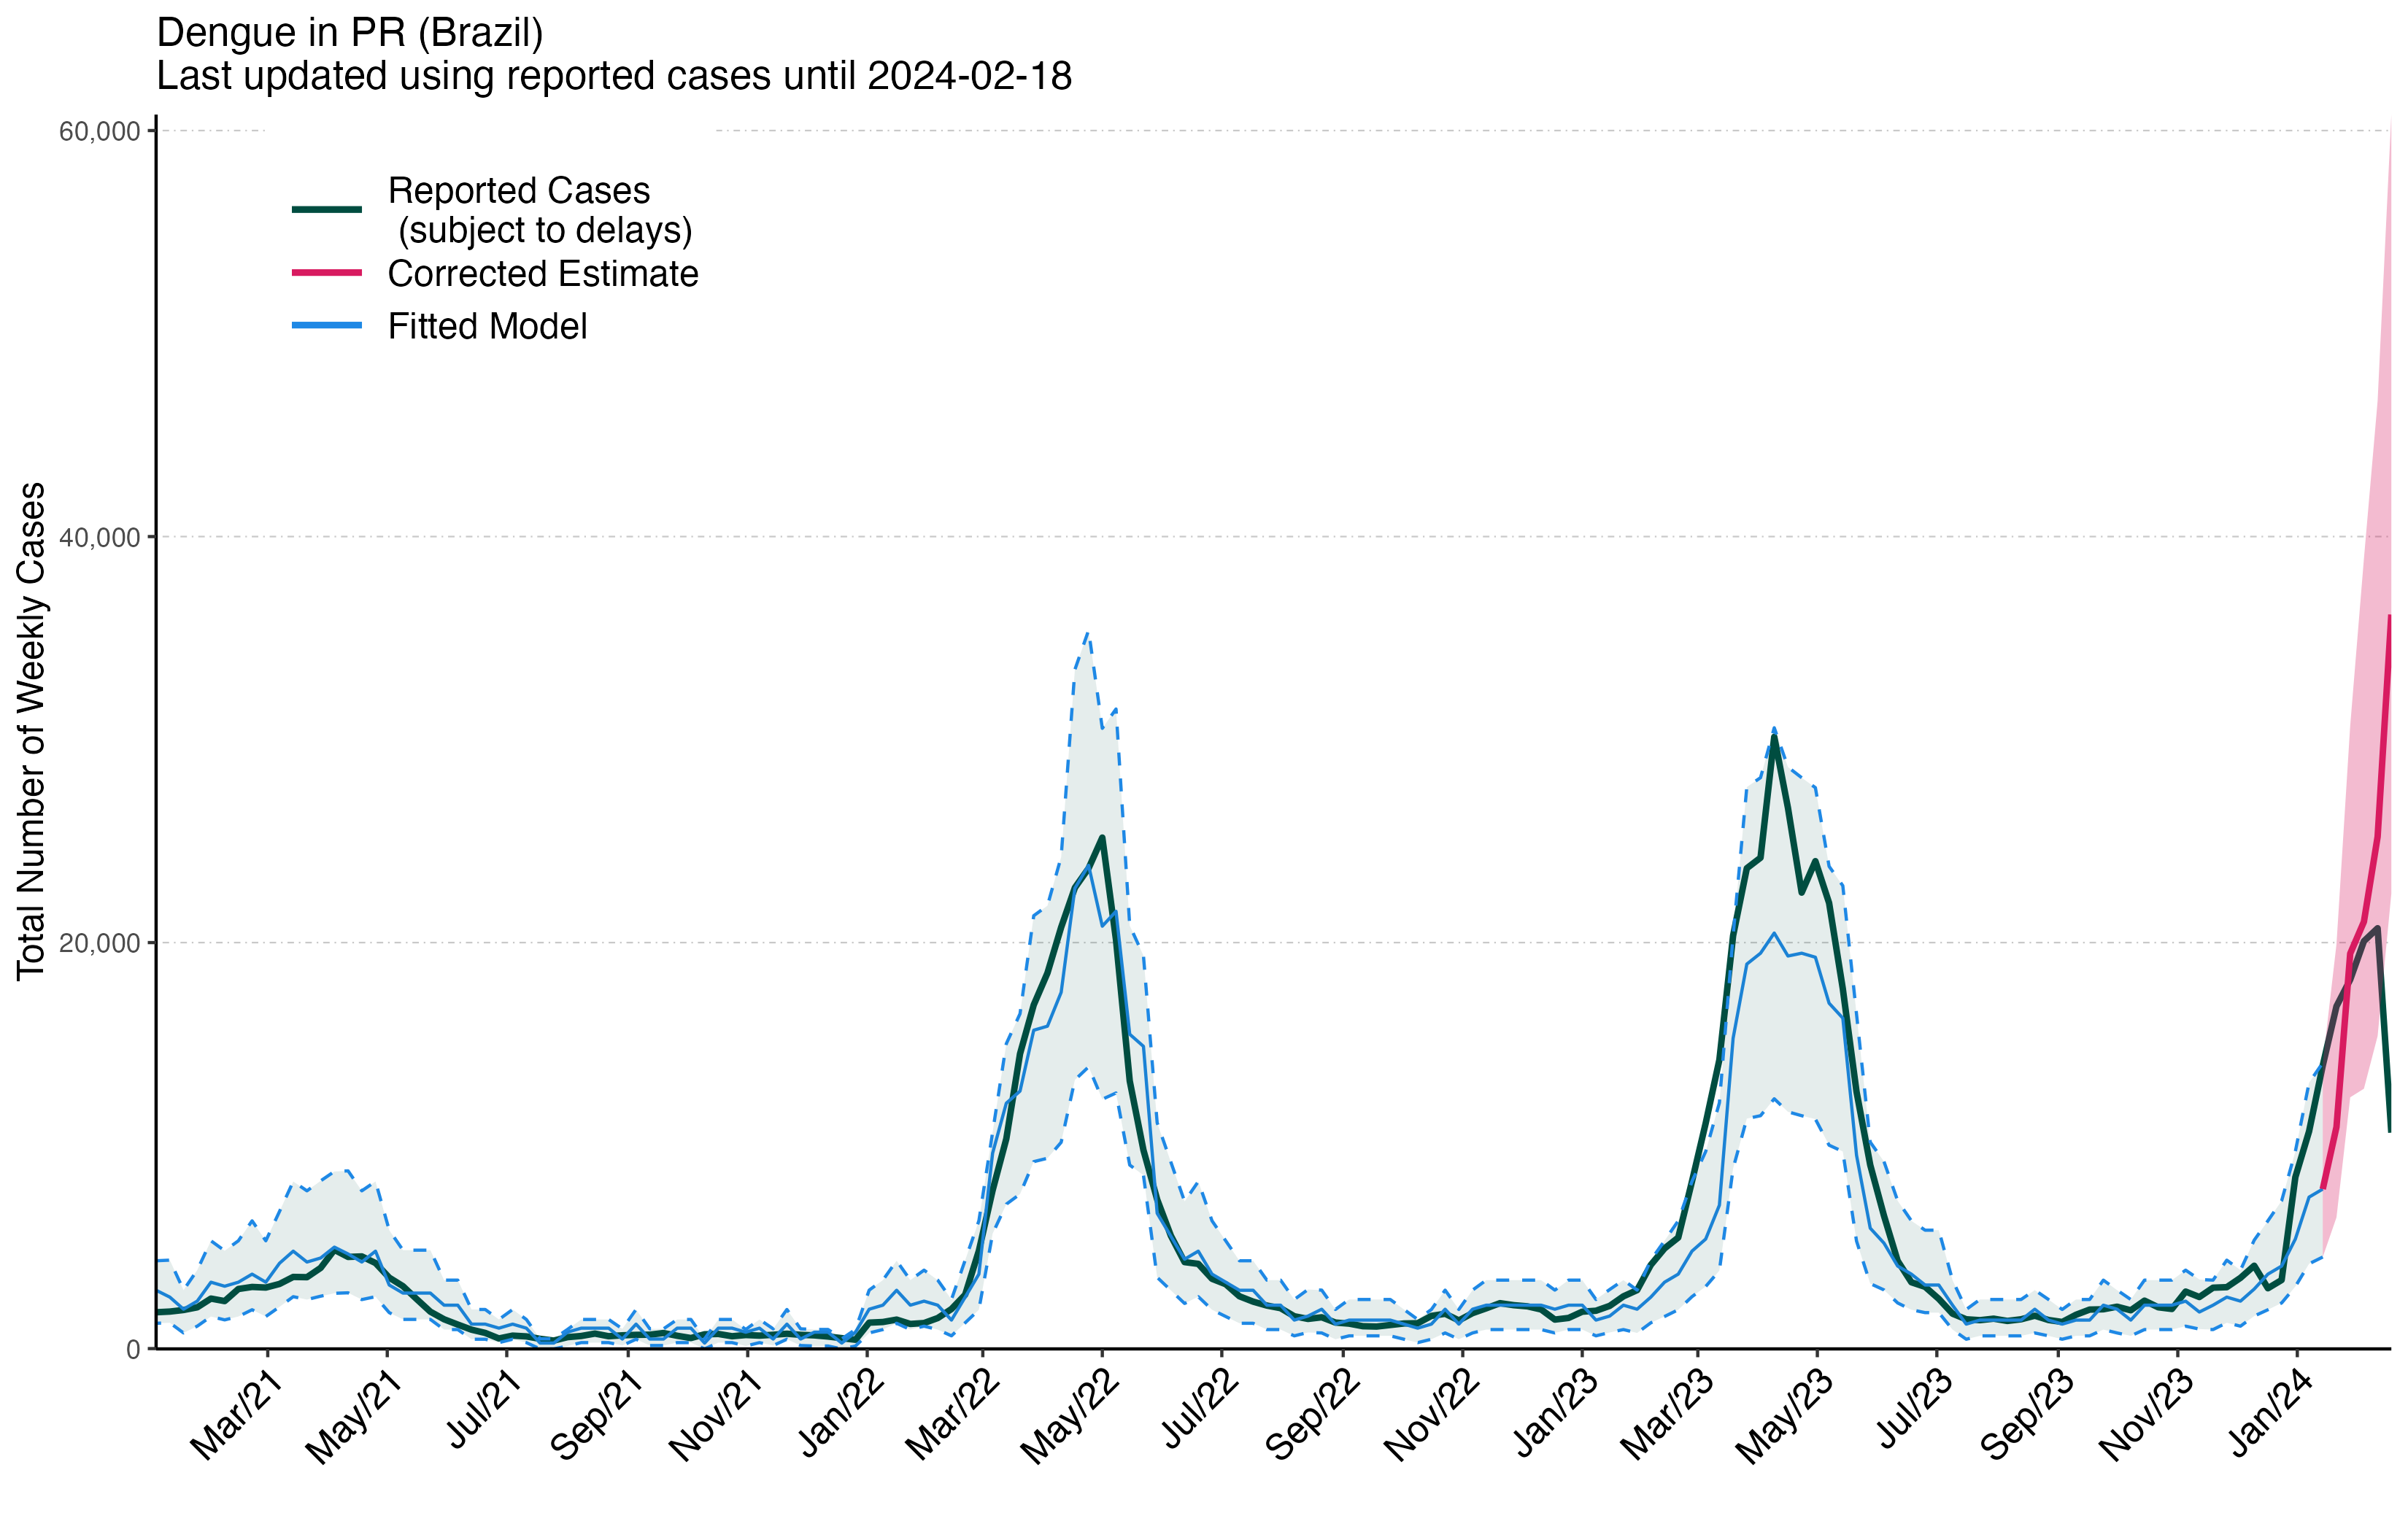 Dengue in PR (Brazil)
Last updated using reported cases until 2024-02-18
Total Number of Weekly Cases
60,000
40,000
20,000
0
Reported Cases
(subject to delays)
Corrected Estimate
Fitted Model
Mar/21
May/21
Jul/21
Sep/21
Nov/21
Jan/22
Mar/22
May/22
Jul/22
Sep/22
Nov/22
Jan/23
Mar/23
May/23
Jul/23
Sep/23
Nov/23
Jan/24